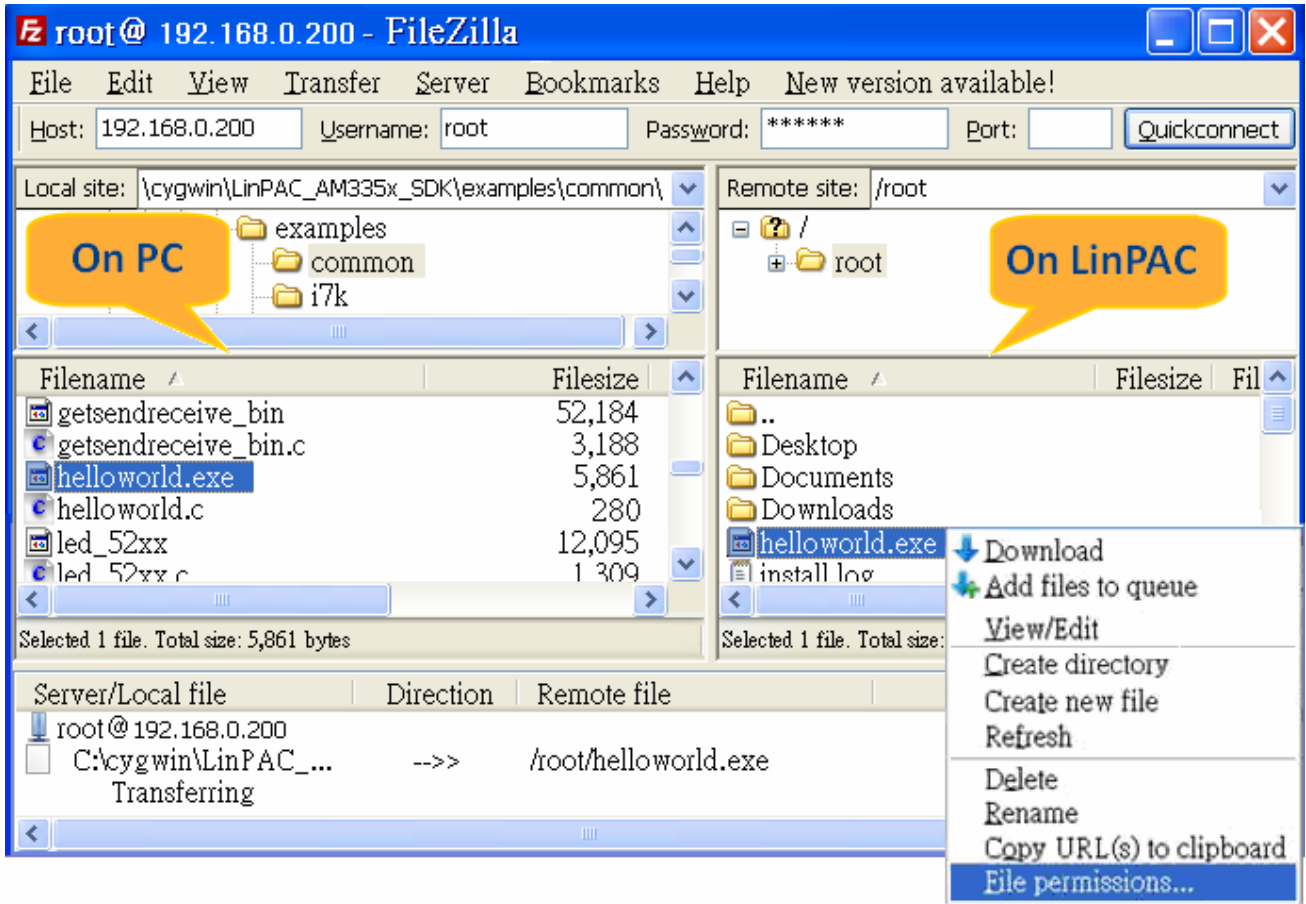 root@ 192.168.0.200 - FileZilla
File Edit View Transfer Server Bookmarks Help New version available!
Host: 192.168.0.200 Username: root Password: ****** Port: Quickconnect
Local site: \cygwin\LinPAC_AM335x_SDK\examples\common\
Remote site: /root
examples
common
i7k
On PC
/
root
On LinPAC
Filename Filesize
getsendreceive_bin 52,184
getsendreceive_bin.c 3,188
helloworld.exe 5,861
helloworld.c 280
led_52xx 12,095
led_52xx.c 1,309
Selected 1 file. Total size: 5,861 bytes
Filename Filesize Fil
..
Desktop
Documents
Downloads
helloworld.exe
install.log
Selected 1 file. Total size:
Download
Add files to queue
View/Edit
Create directory
Create new file
Refresh
Delete
Rename
Copy URL(s) to clipboard
File permissions...
Server/Local file Direction Remote file
root@192.168.0.200
C:\cygwin\LinPAC_... -->> /root/helloworld.exe
Transferring